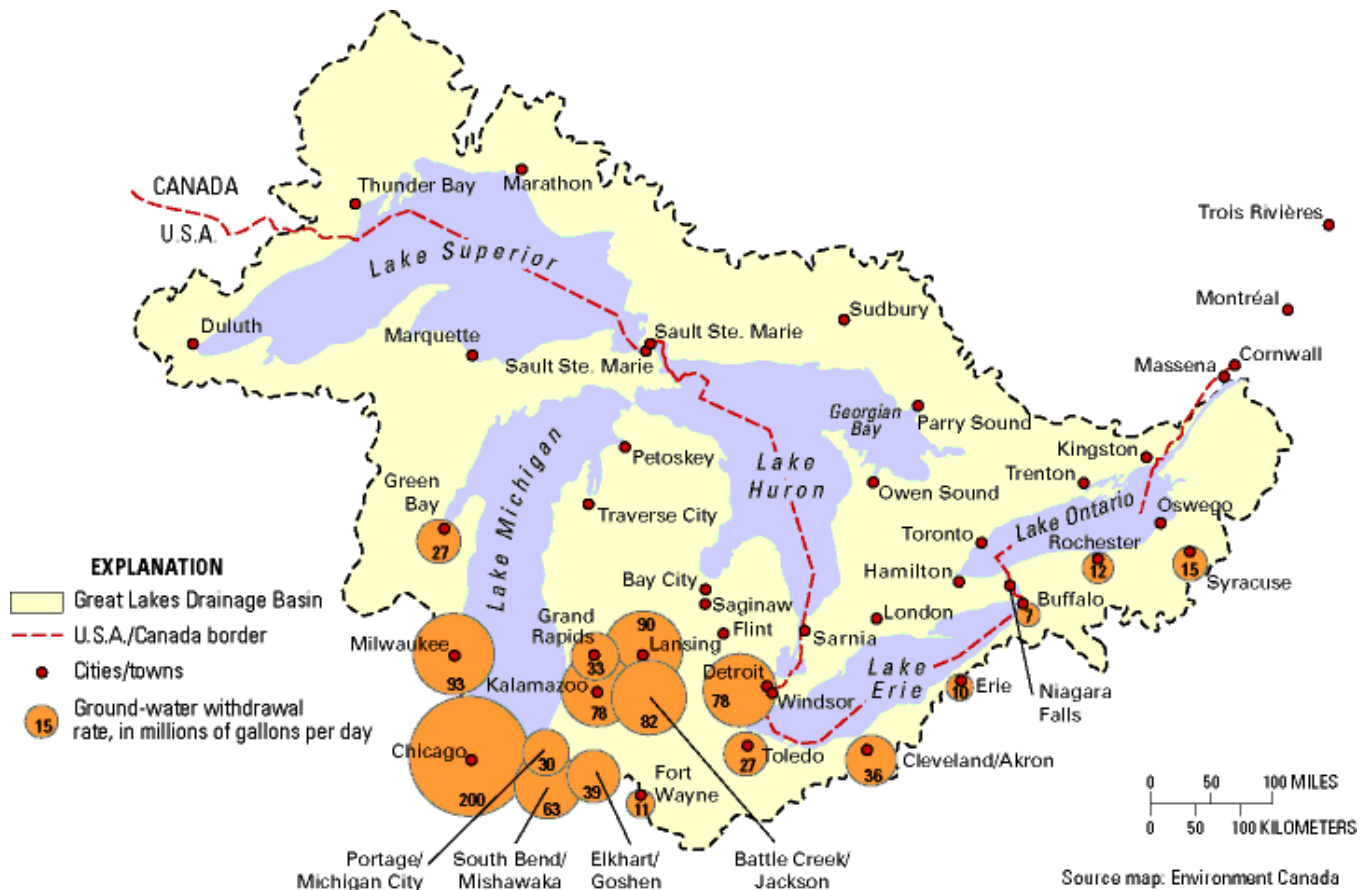 CANADA
U.S.A.
Thunder Bay
Marathon
Lake Superior
Trois Rivières
Montréal
Duluth
Marquette
Sault Ste. Marie
Sault Ste. Marie
Sudbury
Cornwall
Massena
Georgian
Bay
Parry Sound
Kingston
Trenton
Petoskey
Lake
Huron
Owen Sound
Green
Bay
27
Lake Michigan
Traverse City
Oswego
Toronto
Lake Ontario
Rochester
12
15
Syracuse
Hamilton
Bay City
Saginaw
Flint
London
Buffalo
7
Sarnia
Milwaukee
93
Grand
Rapids
33
90
Lansing
Kalamazoo
78
82
Detroit
78
Windsor
Lake
Erie
Erie
10
Niagara
Falls
Chicago
200
30
63
39
Fort
Wayne
11
Toledo
27
Cleveland/Akron
36
Portage/
Michigan City
South Bend/
Mishawaka
Elkhart/
Goshen
Battle Creek/
Jackson
EXPLANATION
Great Lakes Drainage Basin
U.S.A./Canada border
Cities/towns
15
Ground-water withdrawal
rate, in millions of gallons per day
0 50 100 MILES
0 50 100 KILOMETERS
Source map: Environment Canada